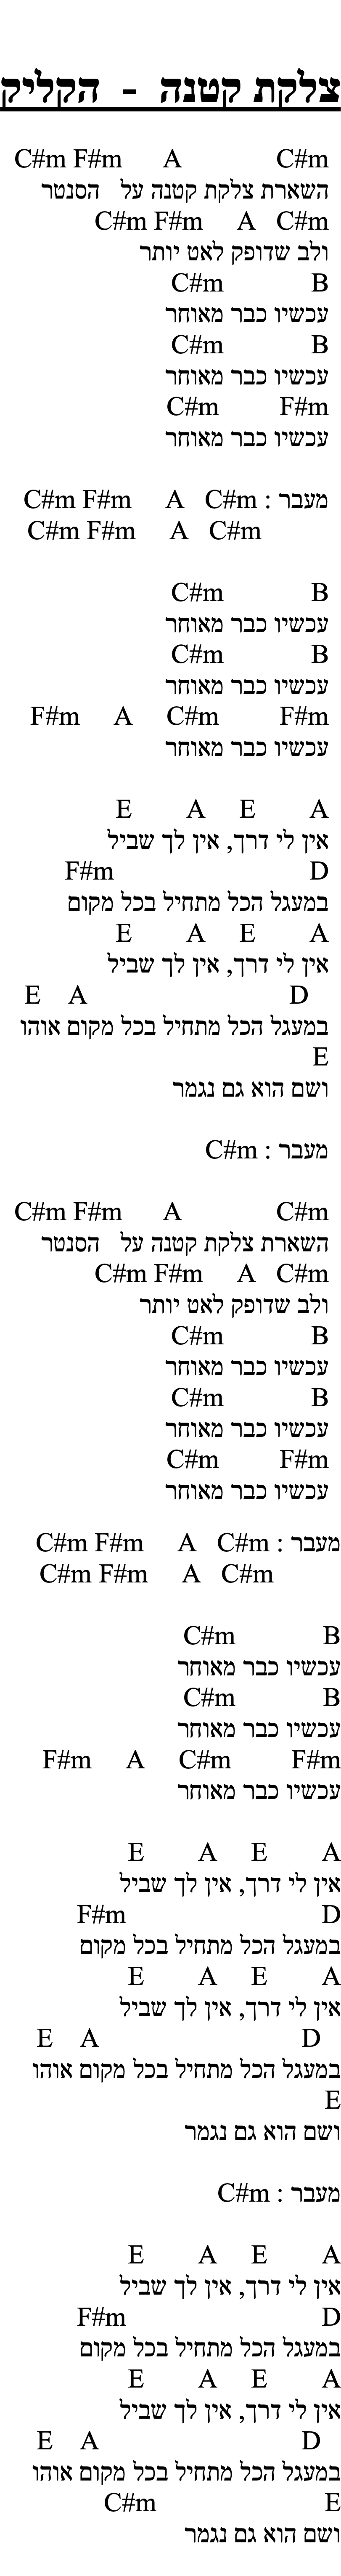 צלקת קטנה - הקליק
C#m F#m A C#m
השארת צלקת קטנה על הסנטר
C#m F#m A C#m
ולב שדופק לאט יותר
C#m B
עכשיו כבר מאוחר
C#m B
עכשיו כבר מאוחר
C#m F#m
עכשיו כבר מאוחר
מעבר : C#m F#m A C#m
C#m F#m A C#m
C#m B
עכשיו כבר מאוחר
C#m B
עכשיו כבר מאוחר
F#m A C#m F#m
עכשיו כבר מאוחר
E A E A
אין לי דרך, אין לך שביל
F#m D
במעגל הכל מתחיל בכל מקום
E A E A
אין לי דרך, אין לך שביל
E A D
במעגל הכל מתחיל בכל מקום אוהו
E
ושם הוא גם נגמר
מעבר : C#m
C#m F#m A C#m
השארת צלקת קטנה על הסנטר
C#m F#m A C#m
ולב שדופק לאט יותר
C#m B
עכשיו כבר מאוחר
C#m B
עכשיו כבר מאוחר
C#m F#m
עכשיו כבר מאוחר
מעבר : C#m F#m A C#m
C#m F#m A C#m
C#m B
עכשיו כבר מאוחר
C#m B
עכשיו כבר מאוחר
F#m A C#m F#m
עכשיו כבר מאוחר
E A E A
אין לי דרך, אין לך שביל
F#m D
במעגל הכל מתחיל בכל מקום
E A E A
אין לי דרך, אין לך שביל
E A D
במעגל הכל מתחיל בכל מקום אוהו
E
ושם הוא גם נגמר
מעבר : C#m
E A E A
אין לי דרך, אין לך שביל
F#m D
במעגל הכל מתחיל בכל מקום
E A E A
אין לי דרך, אין לך שביל
E A D
במעגל הכל מתחיל בכל מקום אוהו
C#m E
ושם הוא גם נגמר